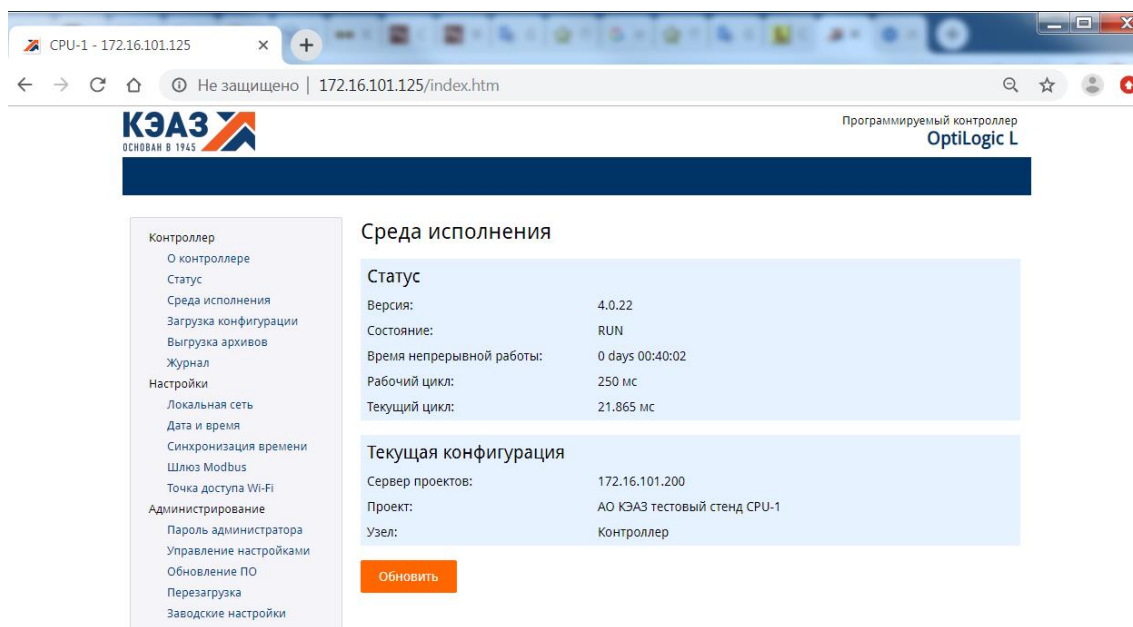 CPU-1 - 172.16.101.125
Не защищено | 172.16.101.125/index.htm
КЭАЗ
ОСНОВАН В 1945
Программируемый контроллер
OptiLogic L
Контроллер
О контроллере
Статус
Среда исполнения
Загрузка конфигурации
Выгрузка архивов
Журнал
Настройки
Локальная сеть
Дата и время
Синхронизация времени
Шлюз Modbus
Точка доступа Wi-Fi
Администрирование
Пароль администратора
Управление настройками
Обновление ПО
Перезагрузка
Заводские настройки
Среда исполнения
Статус
Версия: 4.0.22
Состояние: RUN
Время непрерывной работы: 0 days 00:40:02
Рабочий цикл: 250 мс
Текущий цикл: 21.865 мс
Текущая конфигурация
Сервер проектов: 172.16.101.200
Проект: АО КЭАЗ тестовый стенд CPU-1
Узел: Контроллер
Обновить